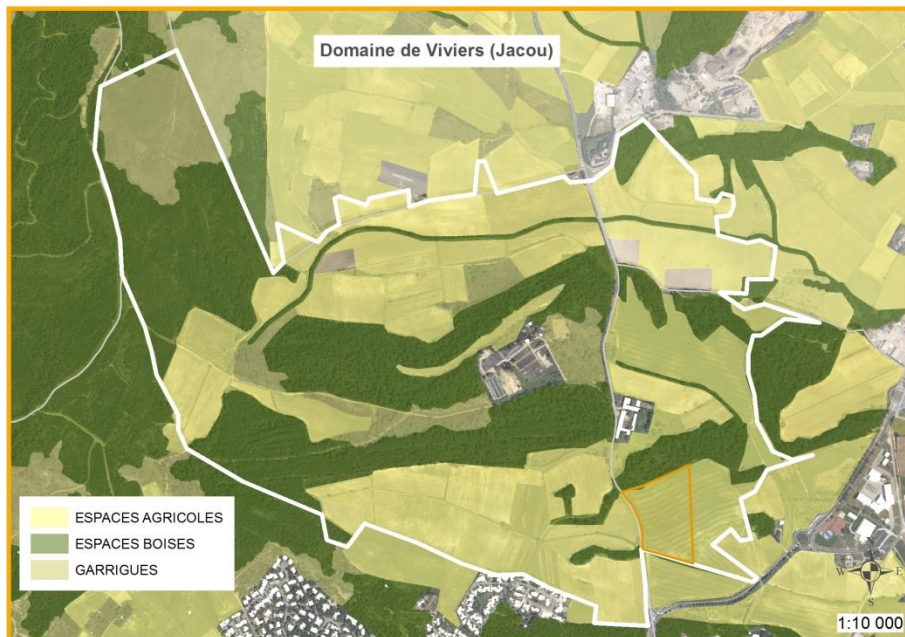 Domaine de Viviers (Jacou)
ESPACES AGRICOLES
ESPACES BOISES
GARRIGUES
W E
S
1:10 000